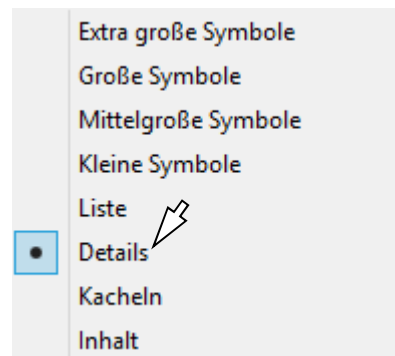 Extra große Symbole
Große Symbole
Mittelgroße Symbole
Kleine Symbole
Liste
Details
Kacheln
Inhalt